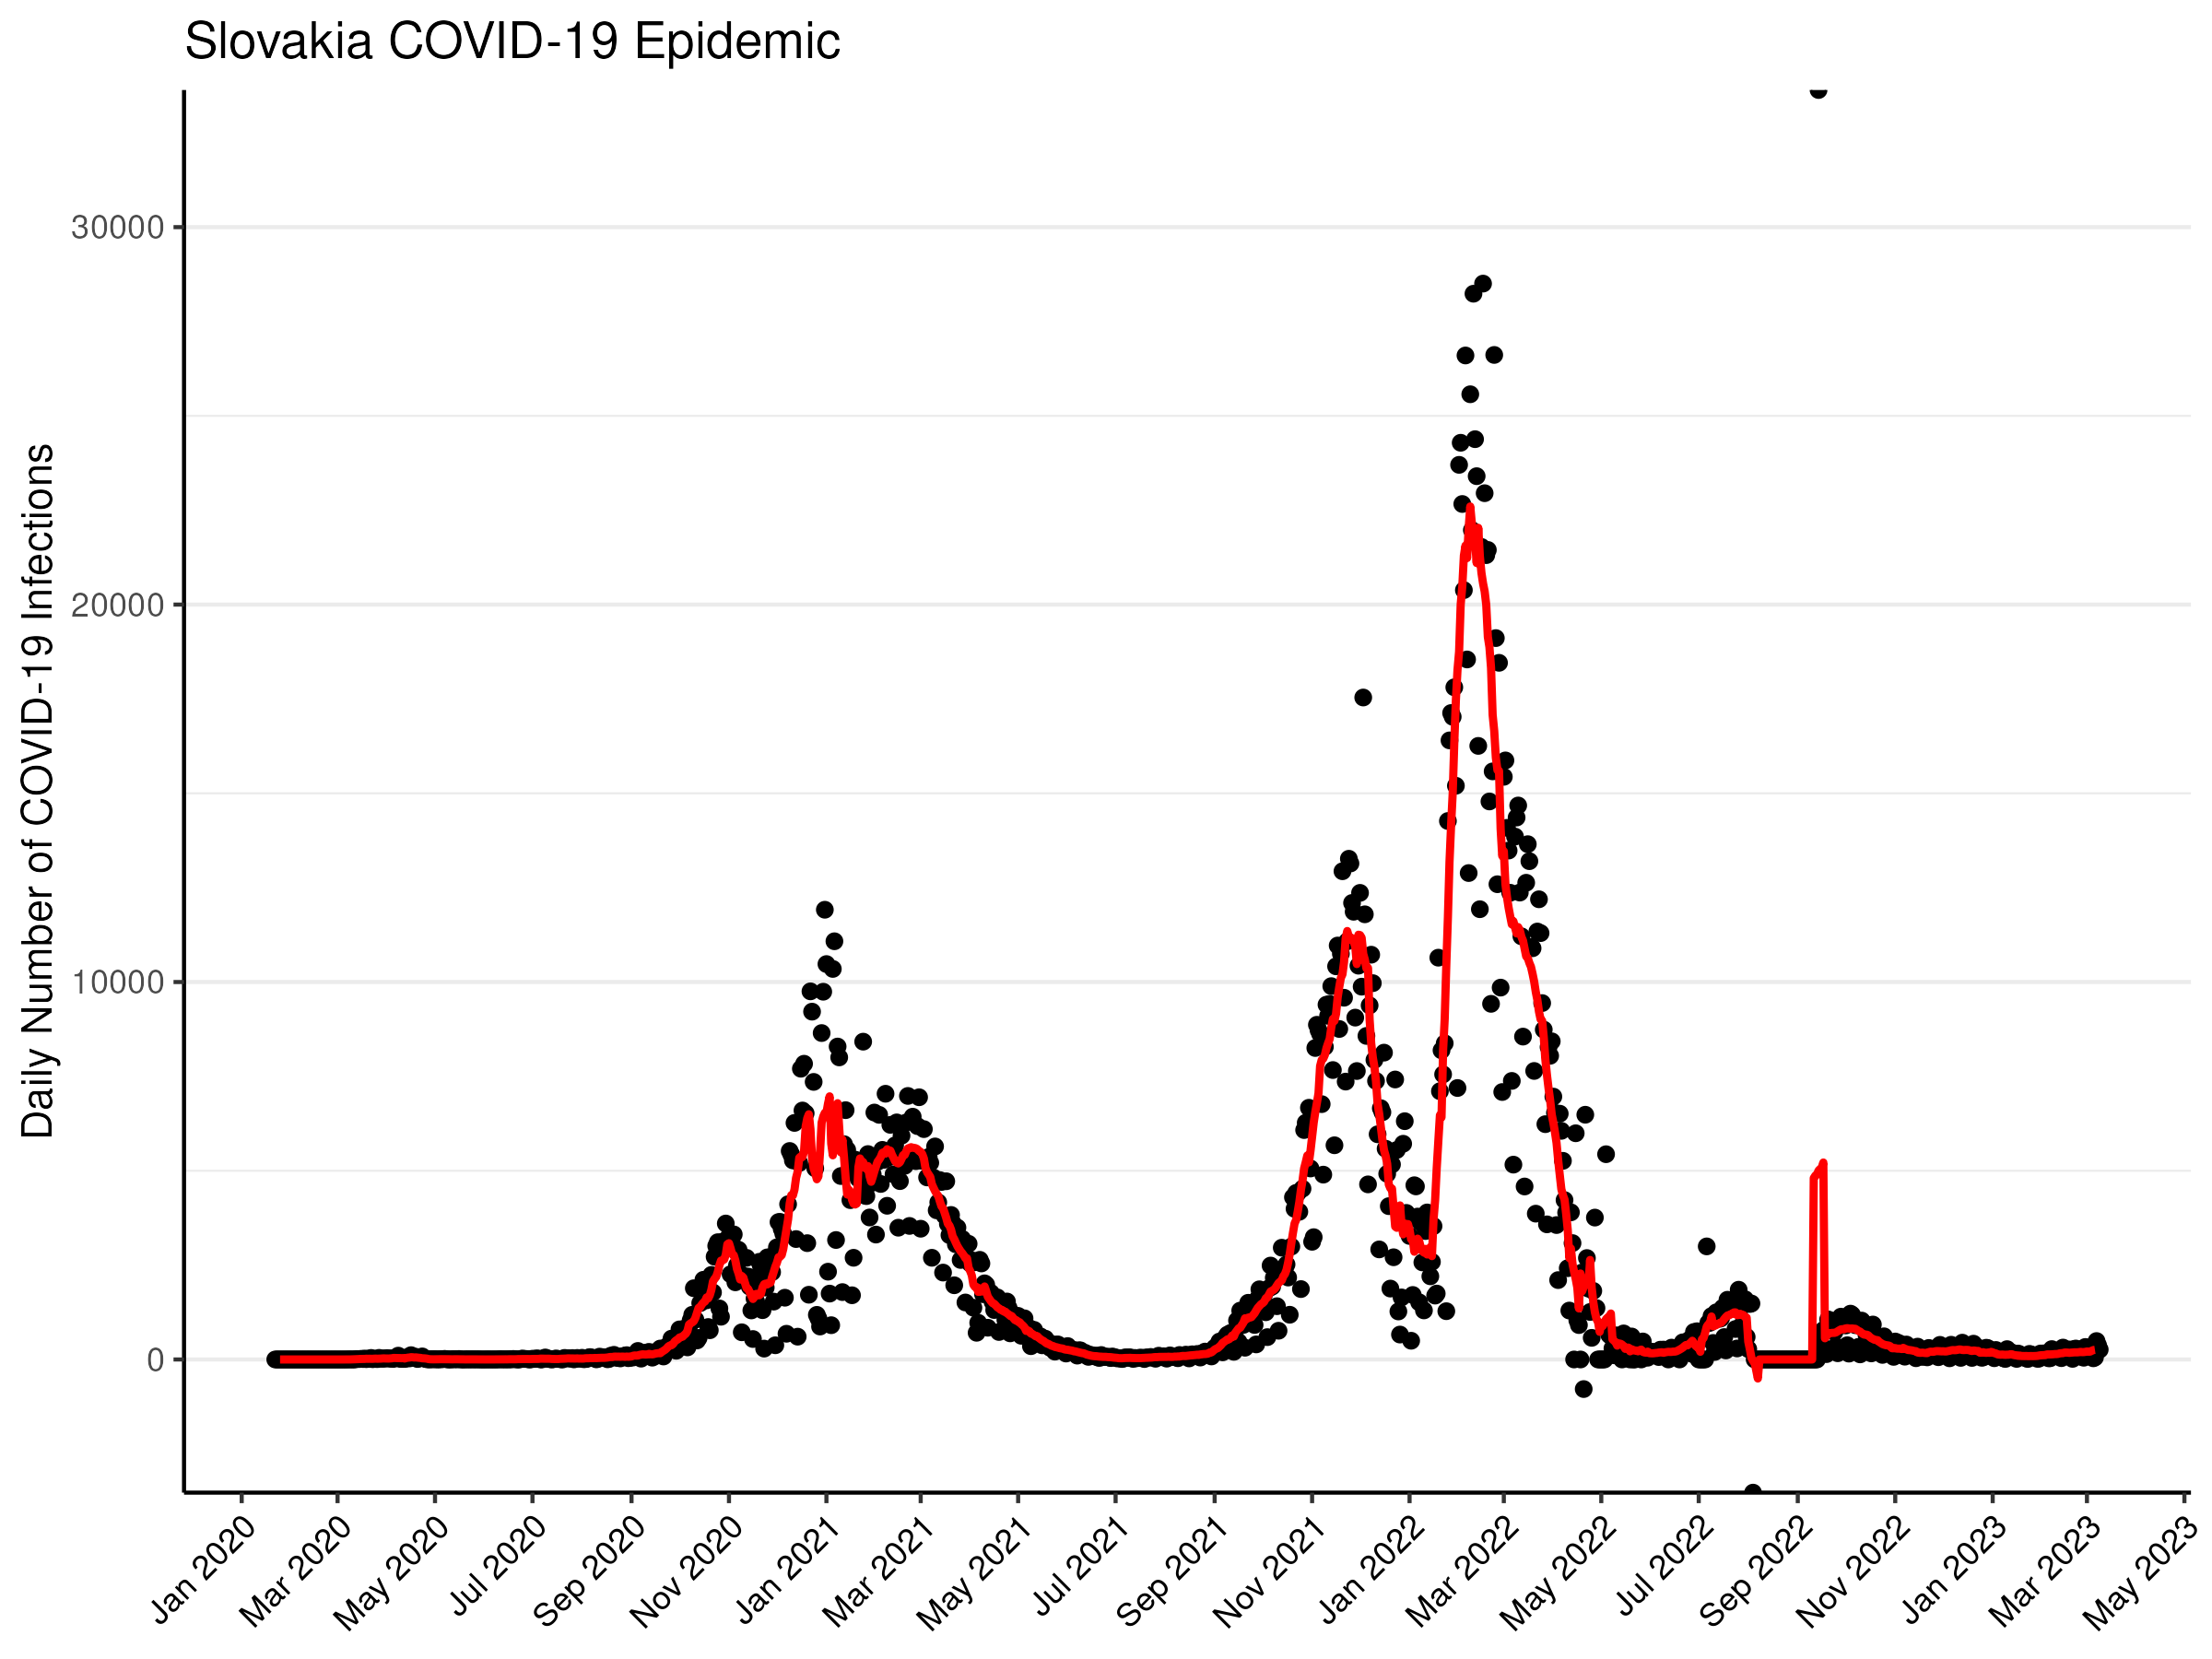 Slovakia COVID-19 Epidemic
Daily Number of COVID-19 Infections
30000
20000
10000
0
Jan 2020
Mar 2020
May 2020
Jul 2020
Sep 2020
Nov 2020
Jan 2021
Mar 2021
May 2021
Jul 2021
Sep 2021
Nov 2021
Jan 2022
Mar 2022
May 2022
Jul 2022
Sep 2022
Nov 2022
Jan 2023
Mar 2023
May 2023